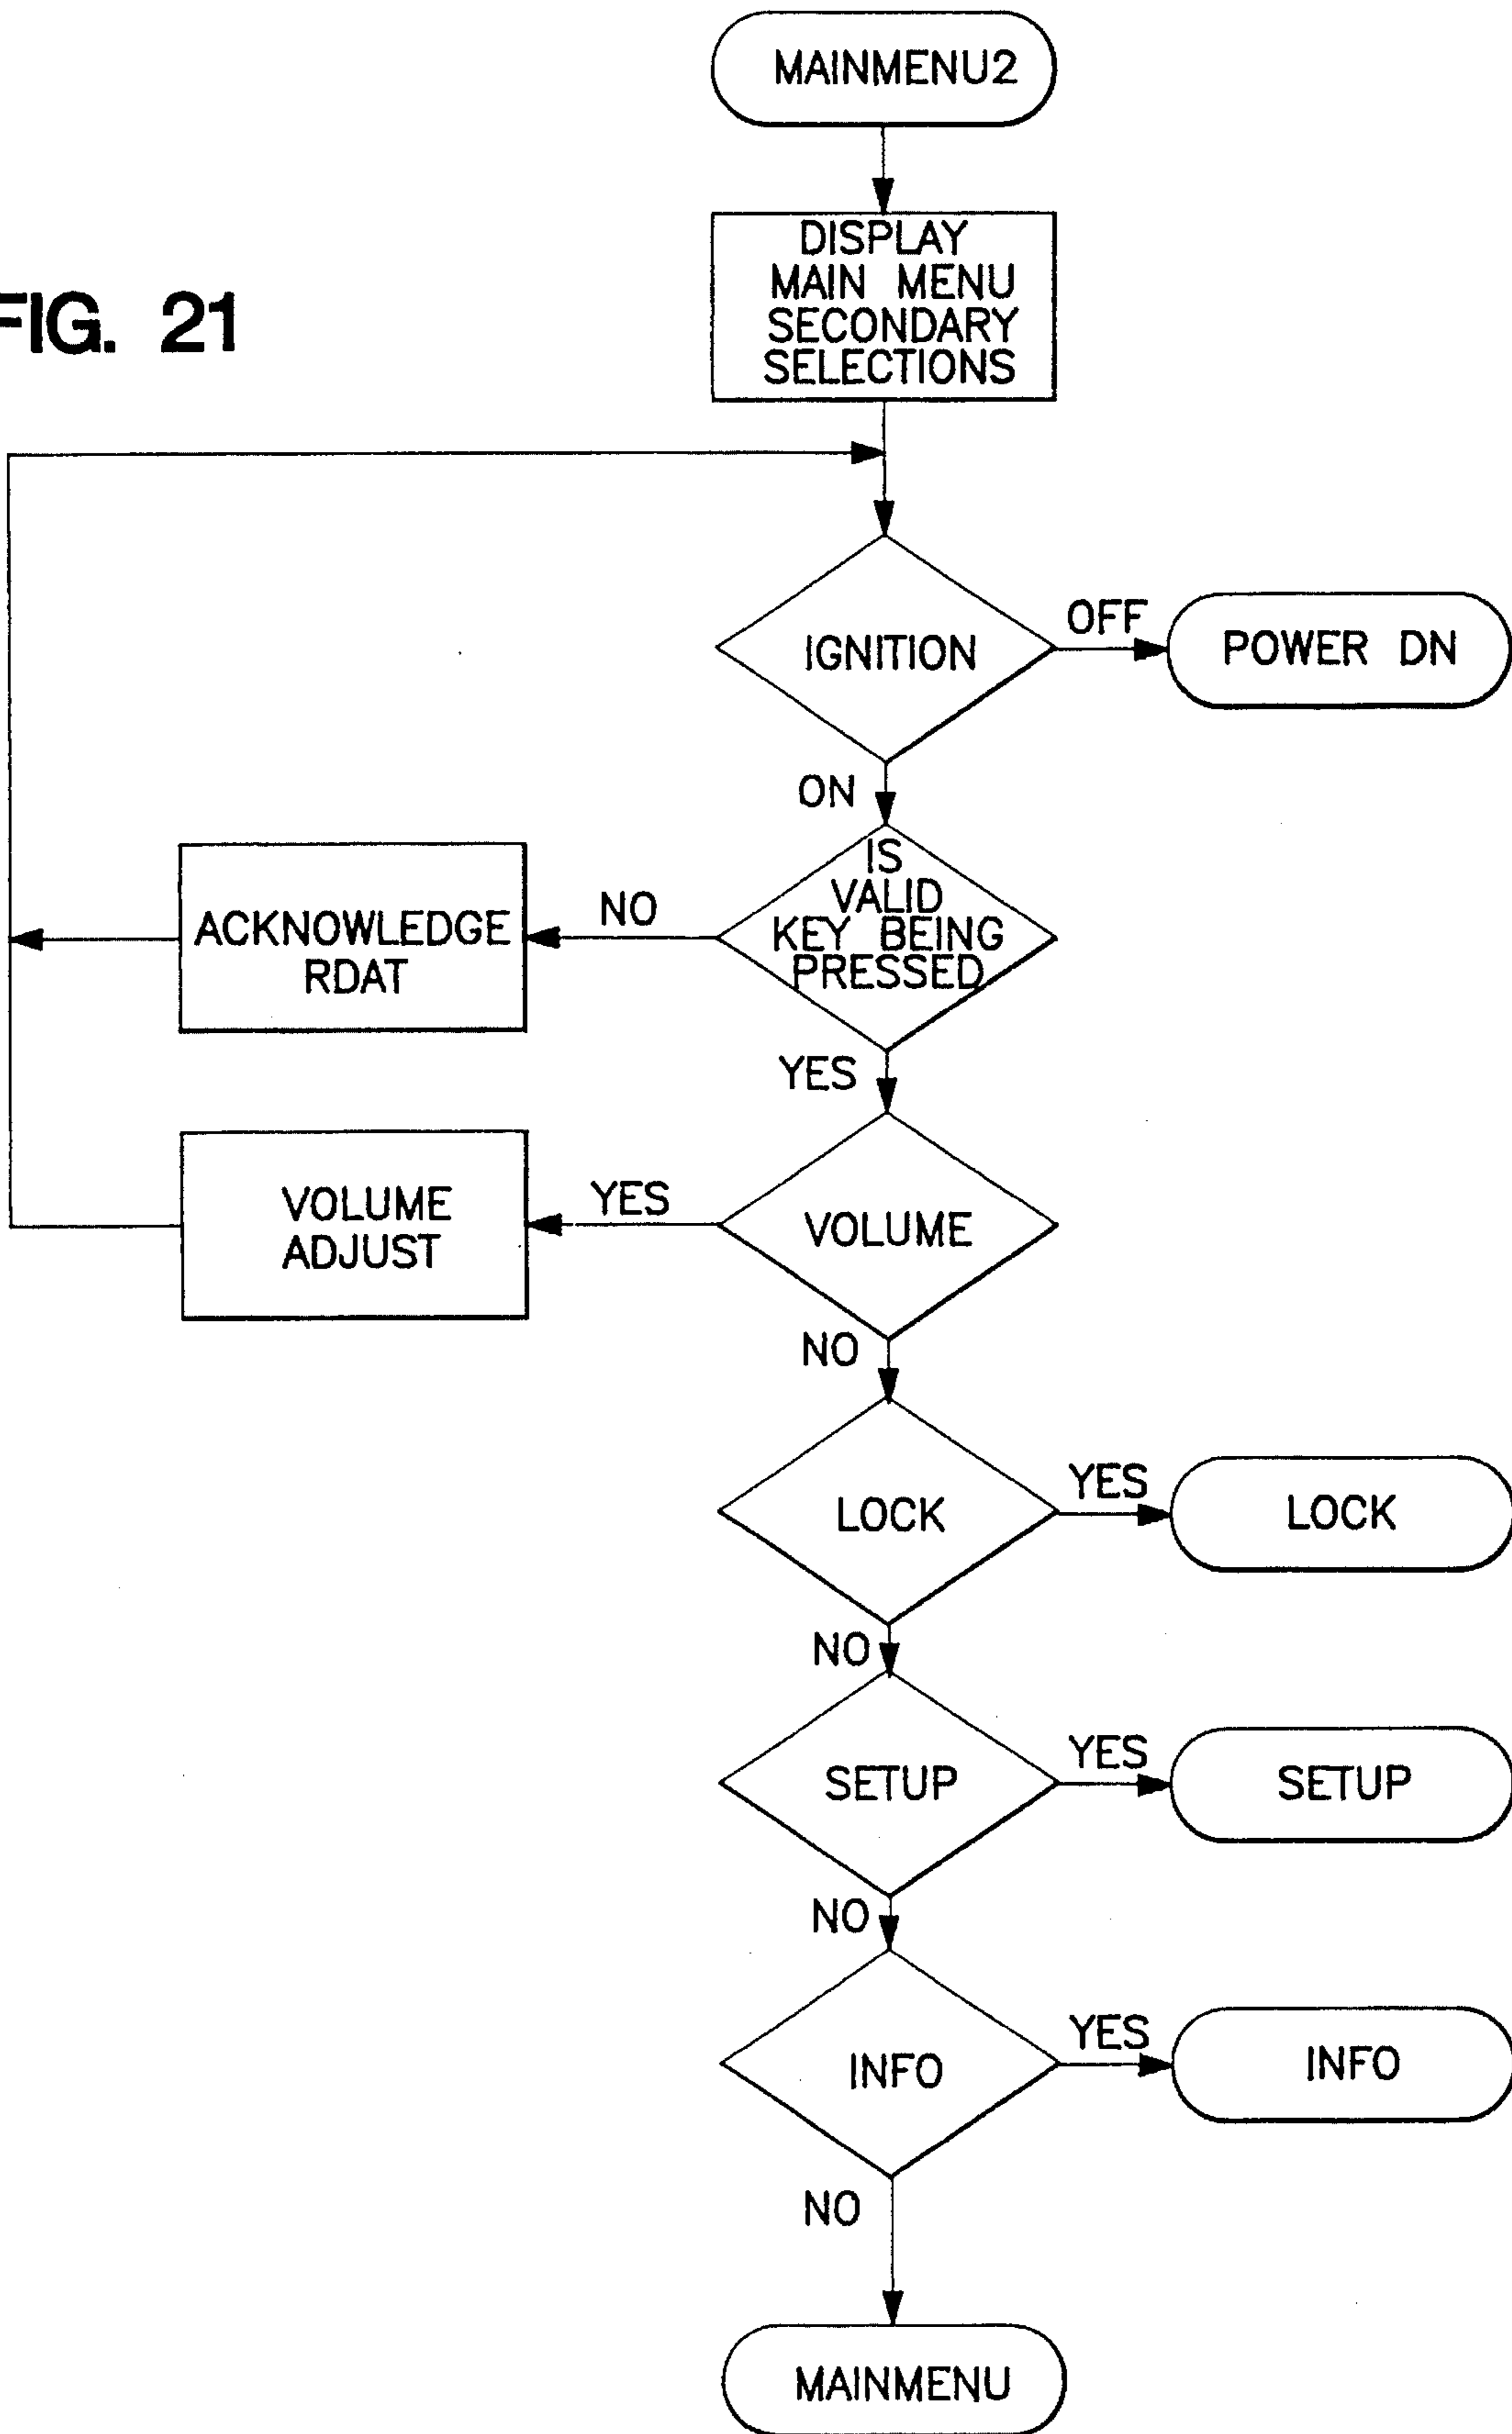 MAINMENU2
DISPLAY
MAIN MENU
SECONDARY
SELECTIONS
FIG. 21
IGNITION
OFF
POWER DN
ON
IS
VALID
KEY BEING
PRESSED
NO
ACKNOWLEDGE
RDAT
YES
VOLUME
YES
VOLUME
ADJUST
NO
LOCK
YES
LOCK
NO
SETUP
YES
SETUP
NO
INFO
YES
INFO
NO
MAINMENU